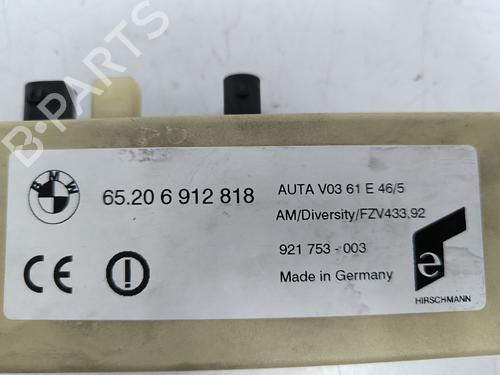 B-PARTS
BMW
65.20 6 912 818
AUTA V03 61 E 46/5
AM/Diversity/FZV433,92
921 753 - 003
Made in Germany
CE
e
HIRSCHMANN